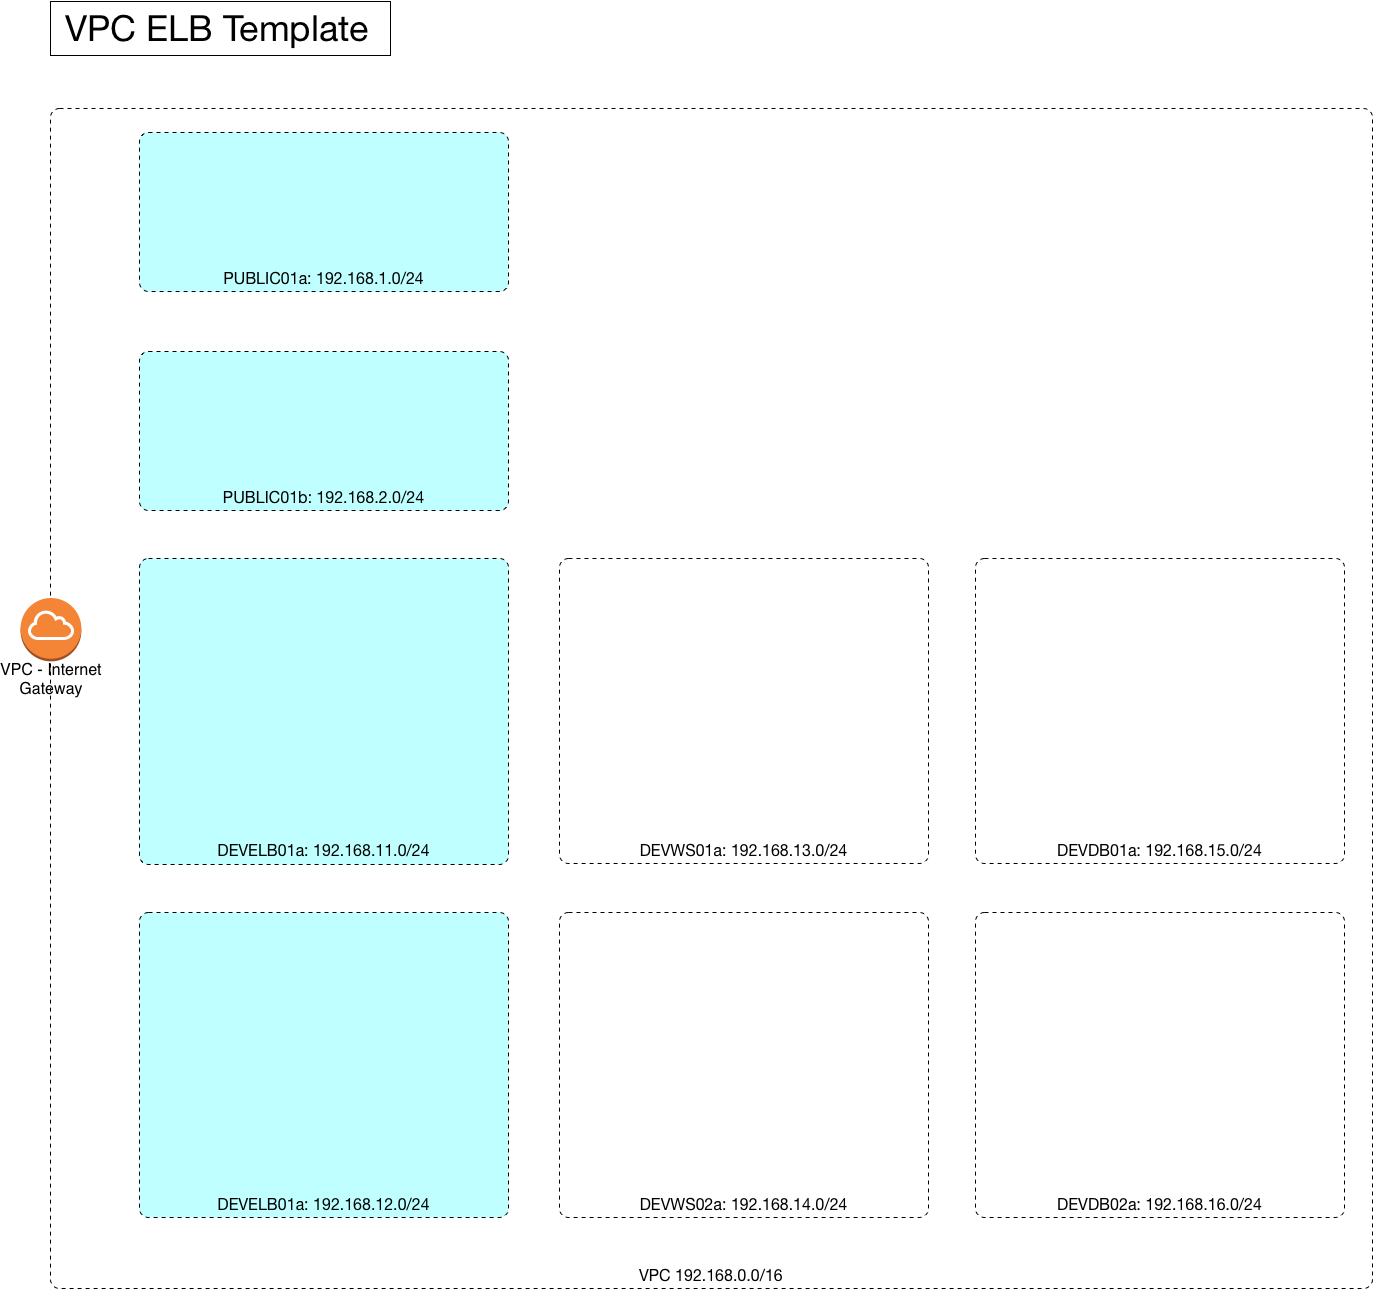 VPC ELB Template
PUBLIC01a: 192.168.1.0/24
PUBLIC01b: 192.168.2.0/24
VPC - Internet
Gateway
DEVELB01a: 192.168.11.0/24
DEVWS01a: 192.168.13.0/24
DEVDB01a: 192.168.15.0/24
DEVELB01a: 192.168.12.0/24
DEVWS02a: 192.168.14.0/24
DEVDB02a: 192.168.16.0/24
VPC 192.168.0.0/16